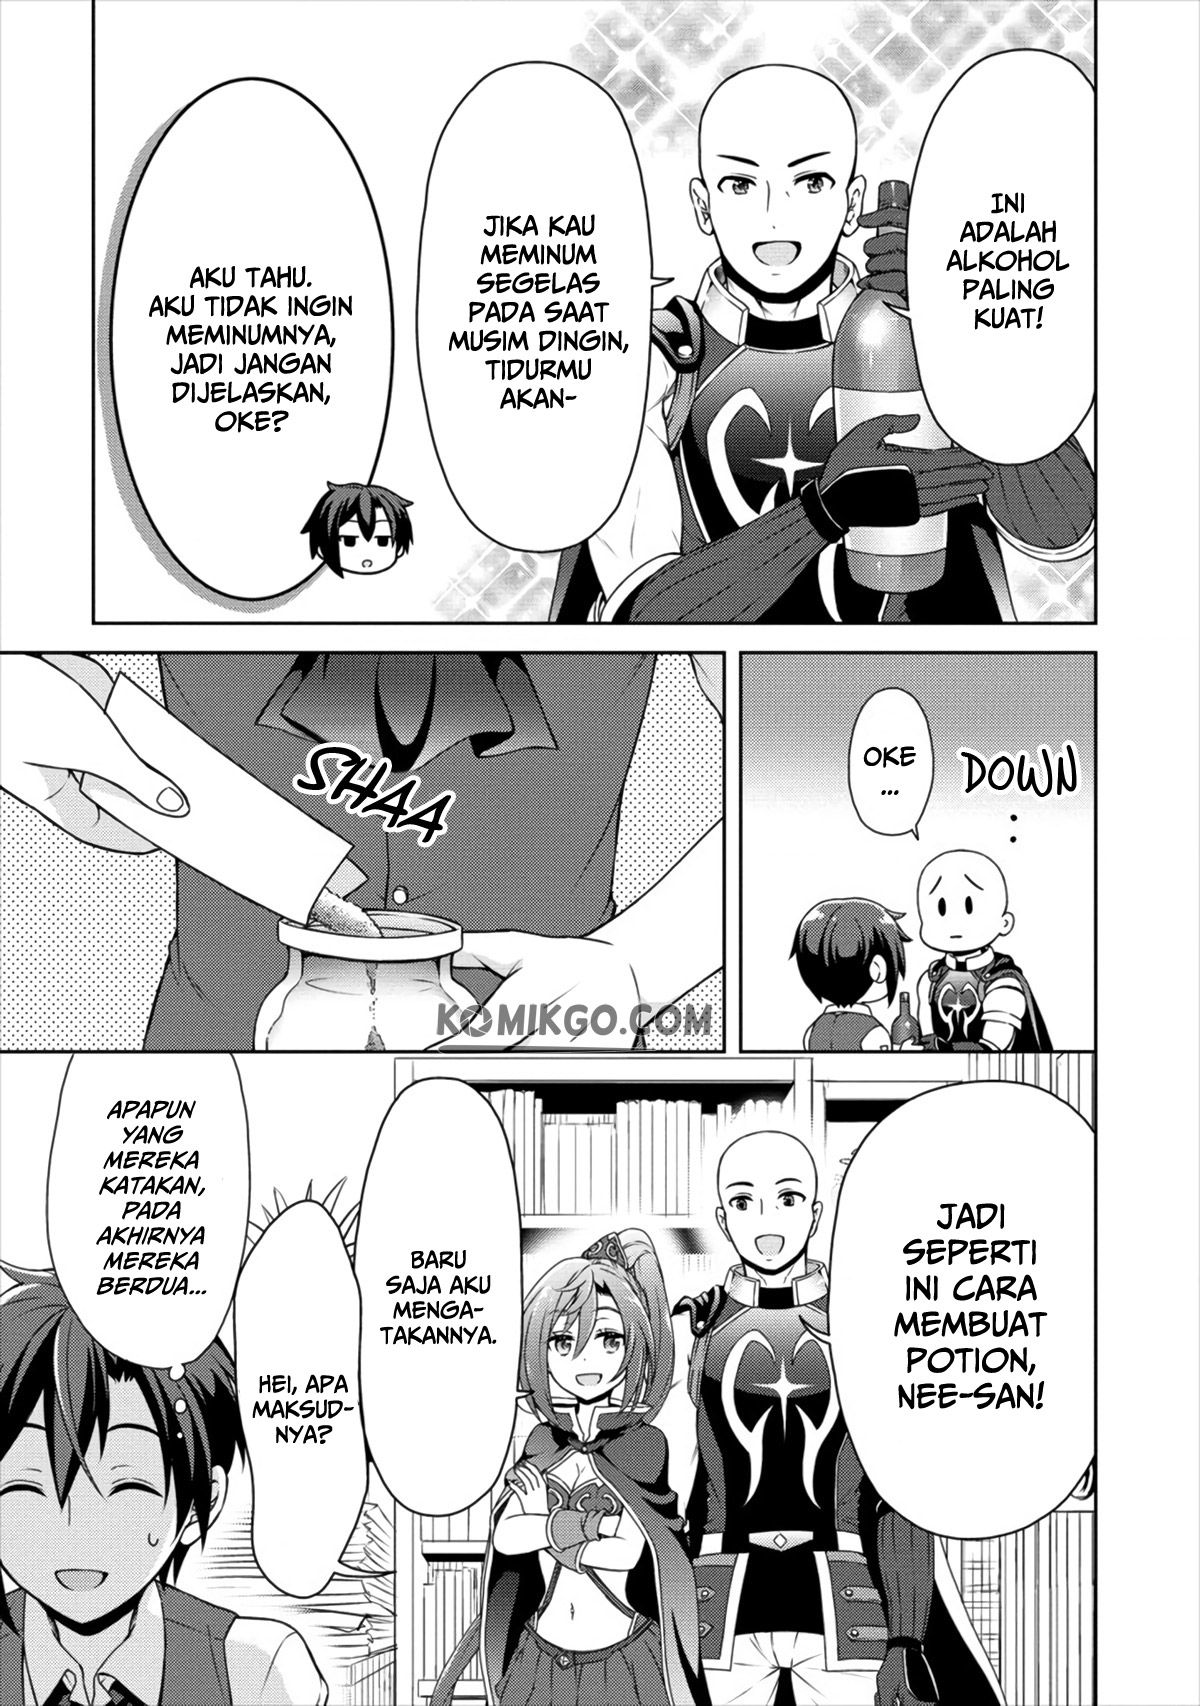 INI
ADALAH
ALKOHOL
PALING
KUAT!
JIKA KAU
MEMINUM
SEGELAS
PADA SAAT
MUSIM DINGIN,
TIDURMU
AKAN-
AKU TAHU.
AKU TIDAK INGIN
MEMINUMNYA,
JADI JANGAN
DIJELASKAN,
OKE?
OKE
...
DOWN
...
SHAA
KOMIKGO.COM
JADI
SEPERTI
INI CARA
MEMBUAT
POTION,
NEE-SAN!
BARU
SAJA AKU
MENGA-
TAKANNYA.
HEI, APA
MAKSUD-
NYA?
APAPUN
YANG
MEREKA
KATAKAN,
PADA
AKHIRNYA
MEREKA
BERDUA...